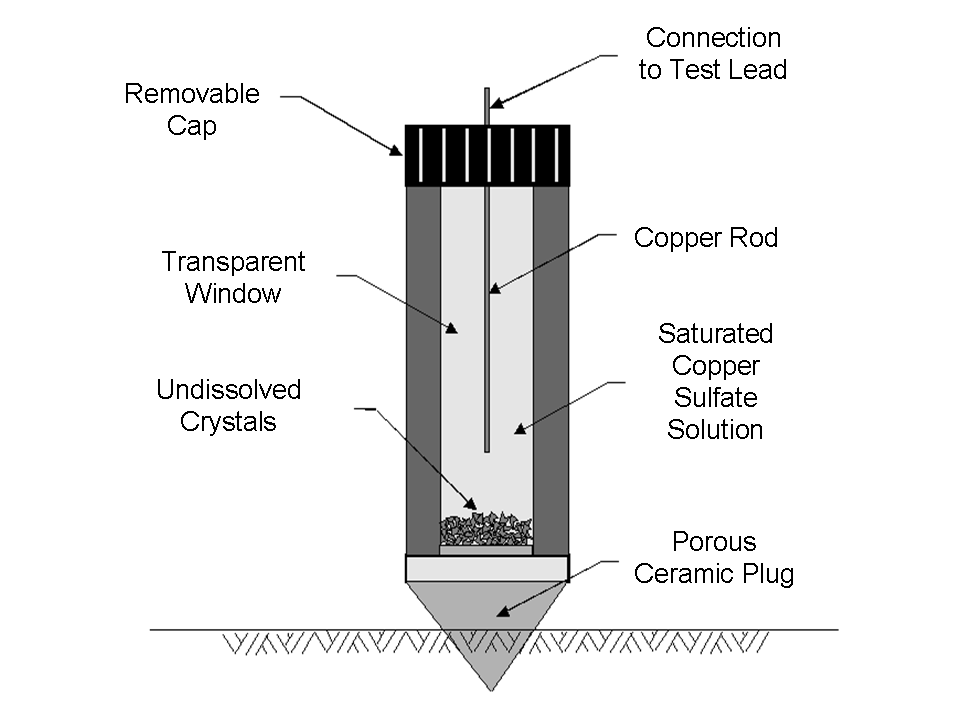 Connection
to Test Lead
Removable
Cap
Copper Rod
Transparent
Window
Saturated
Copper
Sulfate
Solution
Undissolved
Crystals
Porous
Ceramic Plug